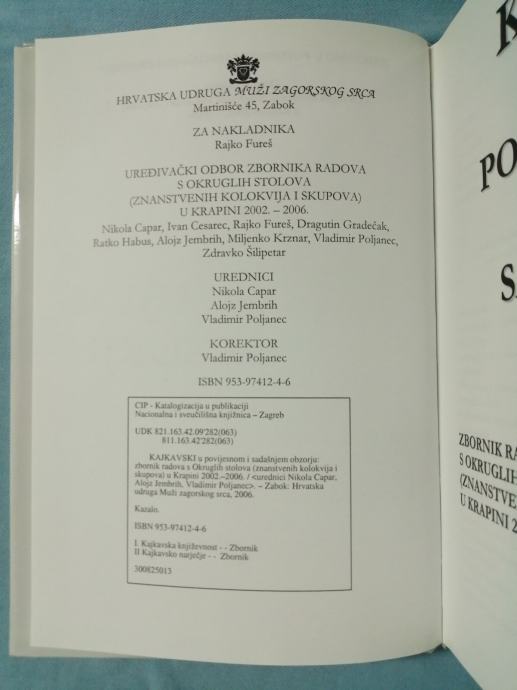 HRVATSKA UDRUGA MUŽI ZAGORSKOG SRCA
Martinišće 45, Zabok
ZA NAKLADNIKA
Rajko Fureš
UREĐIVAČKI ODBOR ZBORNIKA RADOVA
S OKRUGLIH STOLOVA
(ZNANSTVENIH KOLOKVIJA I SKUPOVA)
U KRAPINI 2002. – 2006.
Nikola Capar, Ivan Cesarec, Rajko Fureš, Dragutin Gradečak,
Ratko Habus, Alojz Jembrih, Miljenko Krznar, Vladimir Poljanec,
Zdravko Šilipetar
UREDNICI
Nikola Capar
Alojz Jembrih
Vladimir Poljanec
KOREKTOR
Vladimir Poljanec
ISBN 953-97412-4-6
CIP - Katalogizacija u publikaciji
Nacionalna i sveučilišna knjižnica – Zagreb
UDK 821.163.42.09'282(063)
811.163.42'282(063)
KAJKAVSKI u povijesnom i sadašnjem obzorju:
zbornik radova s Okruglih stolova (znanstvenih kolokvija i
skupova) u Krapini 2002.–2006. / <urednici Nikola Capar,
Alojz Jembrih, Vladimir Poljanec>. – Zabok: Hrvatska
udruga Muži zagorskog srca, 2006.
Kazalo.
ISBN 953-97412-4-6
I. Kajkavska književnost - - Zbornik
II Kajkavsko narječje - - Zbornik
300825013
K
PO
S
ZBORNIK RA
S OKRUGLIH
(ZNANSTVE
U KRAPINI 2